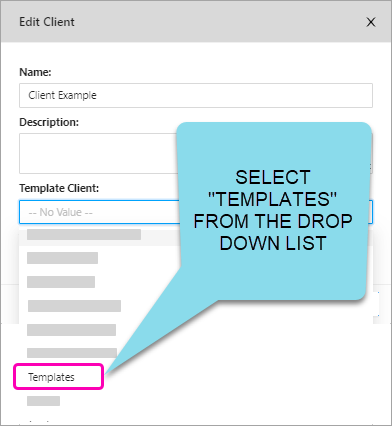 Edit Client
X
Name:
Client Example
Description:
Template Client:
-- No Value --
SELECT
"TEMPLATES"
FROM THE DROP
DOWN LIST
Templates